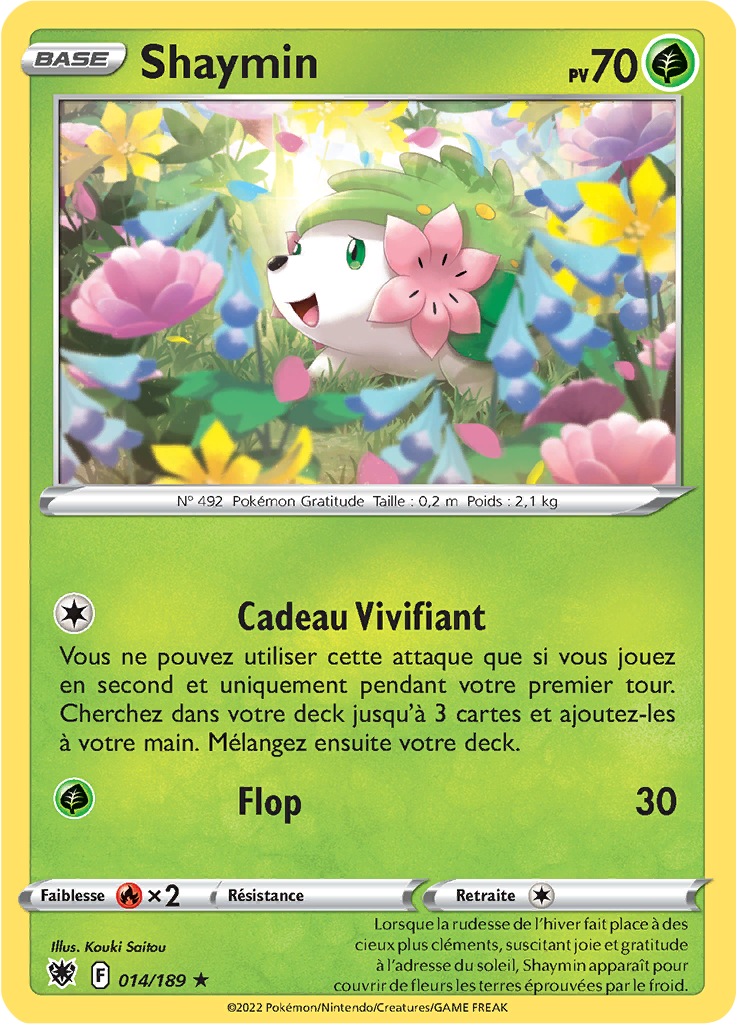 BASE Shaymin PV70
N° 492 Pokémon Gratitude Taille : 0,2 m Poids : 2,1 kg
Cadeau Vivifiant
Vous ne pouvez utiliser cette attaque que si vous jouez
en second et uniquement pendant votre premier tour.
Cherchez dans votre deck jusqu'à 3 cartes et ajoutez-les
à votre main. Mélangez ensuite votre deck.
Flop 30
Faiblesse ×2 Résistance Retraite
Lorsque la rudesse de l'hiver fait place à des
cieux plus cléments, suscitant joie et gratitude
à l'adresse du soleil, Shaymin apparaît pour
couvrir de fleurs les terres éprouvées par le froid.
Illus. Kouki Saitou
F 014/189 ★
©2022 Pokémon/Nintendo/Creatures/GAME FREAK